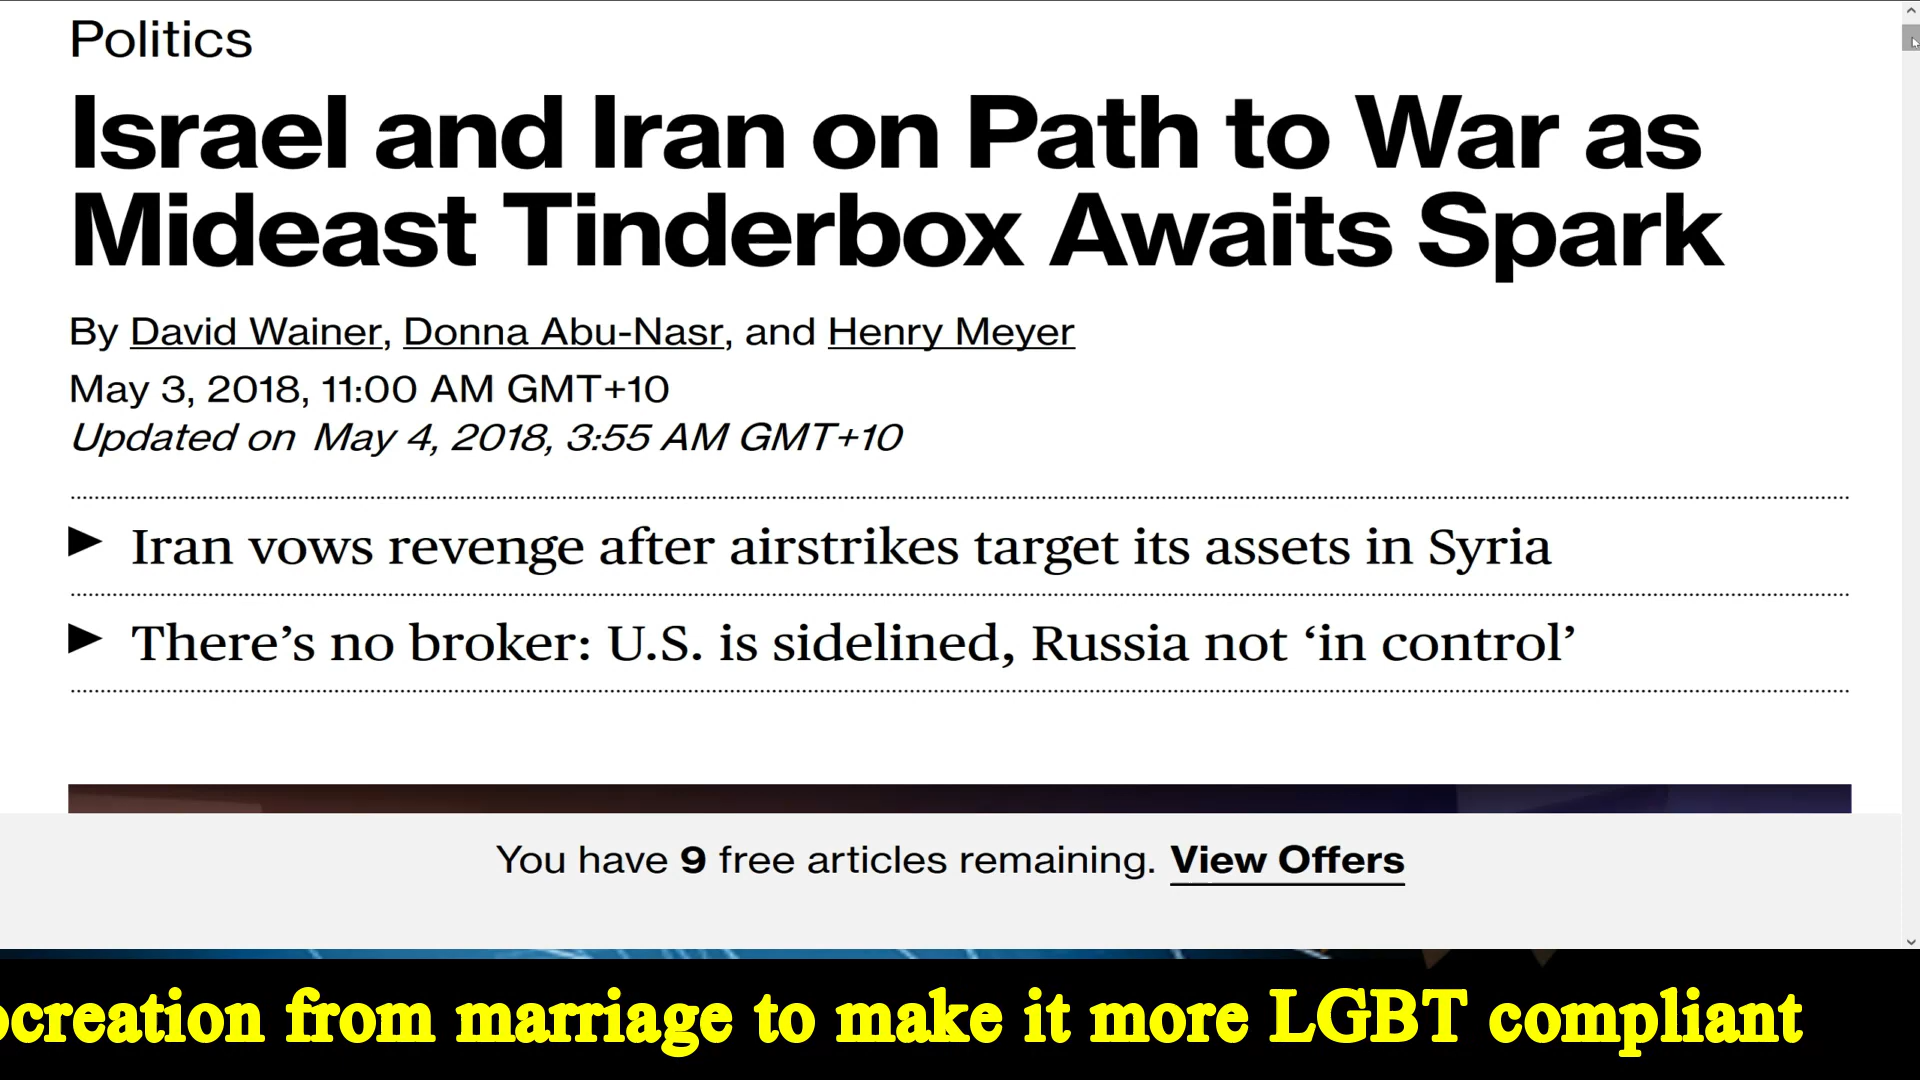 Politics
Israel and Iran on Path to War as
Mideast Tinderbox Awaits Spark
By David Wainer, Donna Abu-Nasr, and Henry Meyer
May 3, 2018, 11:00 AM GMT+10
Updated on May 4, 2018, 3:55 AM GMT+10
▶ Iran vows revenge after airstrikes target its assets in Syria
▶ There’s no broker: U.S. is sidelined, Russia not ‘in control’
You have 9 free articles remaining. View Offers
from marriage to make it more LGBT compliant